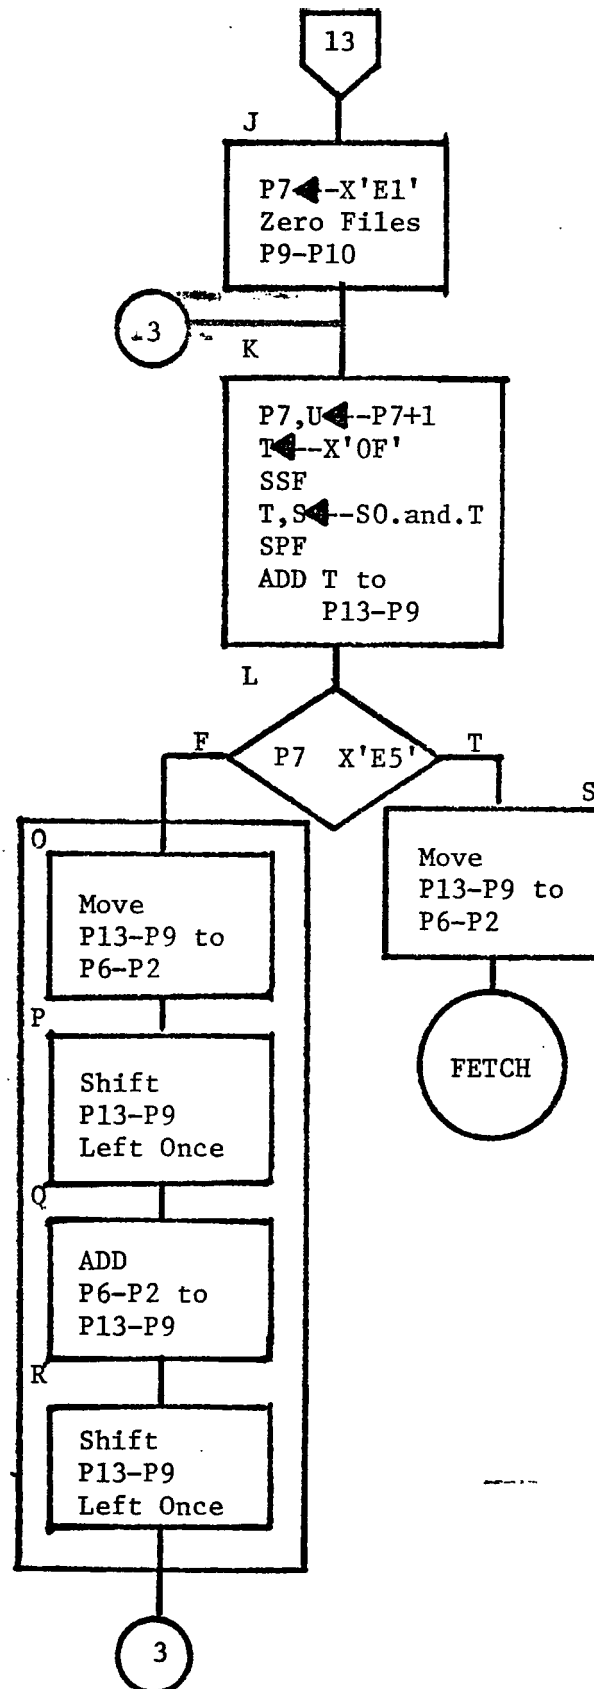 13
J
P7◄--X'E1'
Zero Files
P9-P10
3
K
P7,U◄--P7+1
T◄--X'0F'
SSF
T,S◄--S0.and.T
SPF
ADD T to
P13-P9
L
F
P7 X'E5'
T
S
Move
P13-P9 to
P6-P2
FETCH
O
Move
P13-P9 to
P6-P2
P
Shift
P13-P9
Left Once
Q
ADD
P6-P2 to
P13-P9
R
Shift
P13-P9
Left Once
3